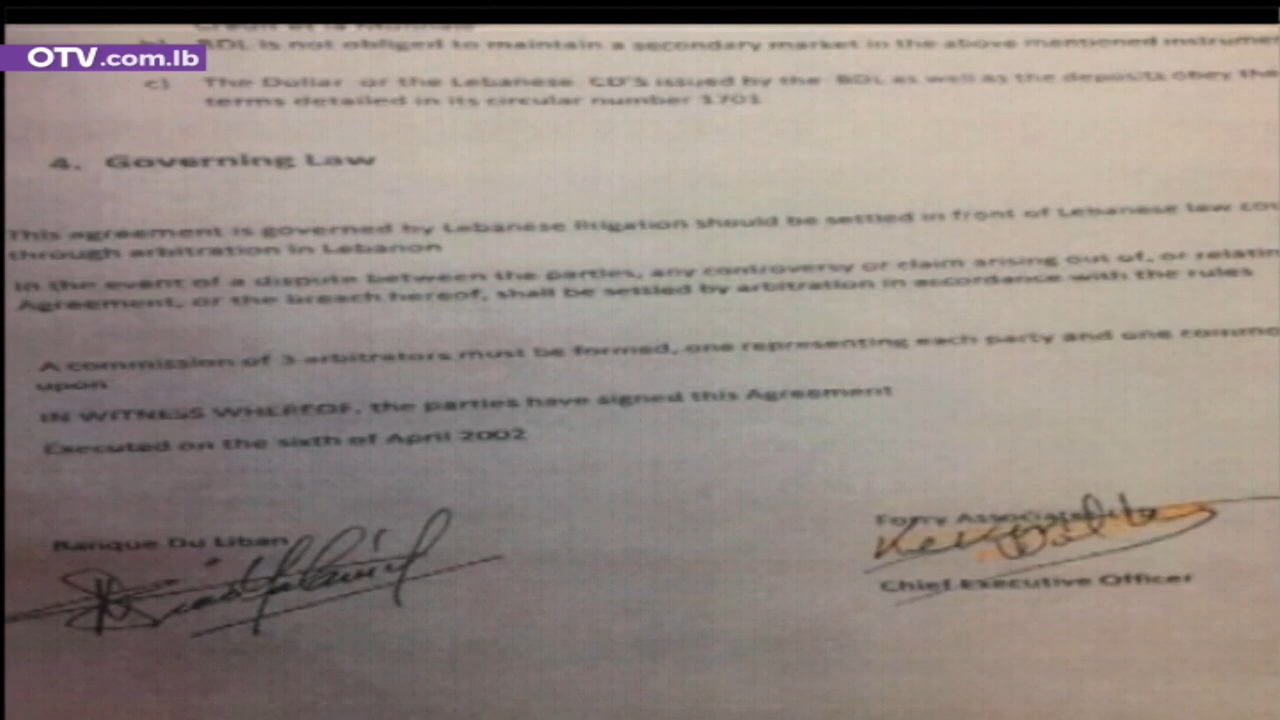 OTV.com.lb
b) BDL is not obliged to maintain a secondary market in the above mentioned
c) The Dollar or the Lebanese CD'S issued by the BDL as well as the deposits obey the
terms detailed in its circular number 1701
4. Governing Law
This agreement is governed by Lebanese litigation should be settled in front of Lebanese law
through arbitration in Lebanon
In the event of a dispute between the parties, any controversy or claim arising out of, or
Agreement, or the breach hereof, shall be settled by arbitration in accordance with the rules
A commission of 3 arbitrators must be formed, one representing each party and one
upon
IN WITNESS WHEREOF, the parties have signed this Agreement
Executed on the sixth of April 2002
Banque Du Liban
Forry
Chief Executive Officer